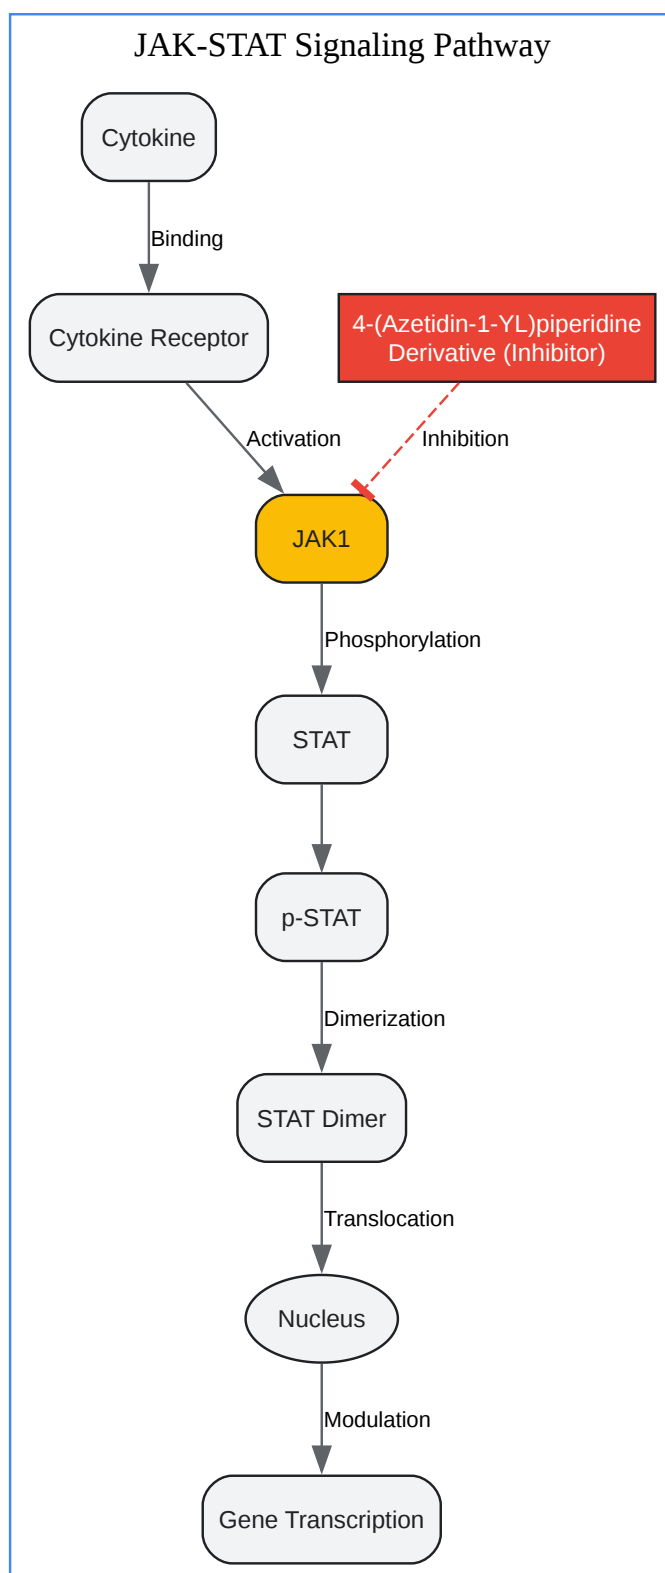 JAK-STAT Signaling Pathway
Cytokine
Binding
Cytokine Receptor
4-(Azetidin-1-YL)piperidine
Derivative (Inhibitor)
Activation
Inhibition
JAK1
Phosphorylation
STAT
p-STAT
Dimerization
STAT Dimer
Translocation
Nucleus
Modulation
Gene Transcription